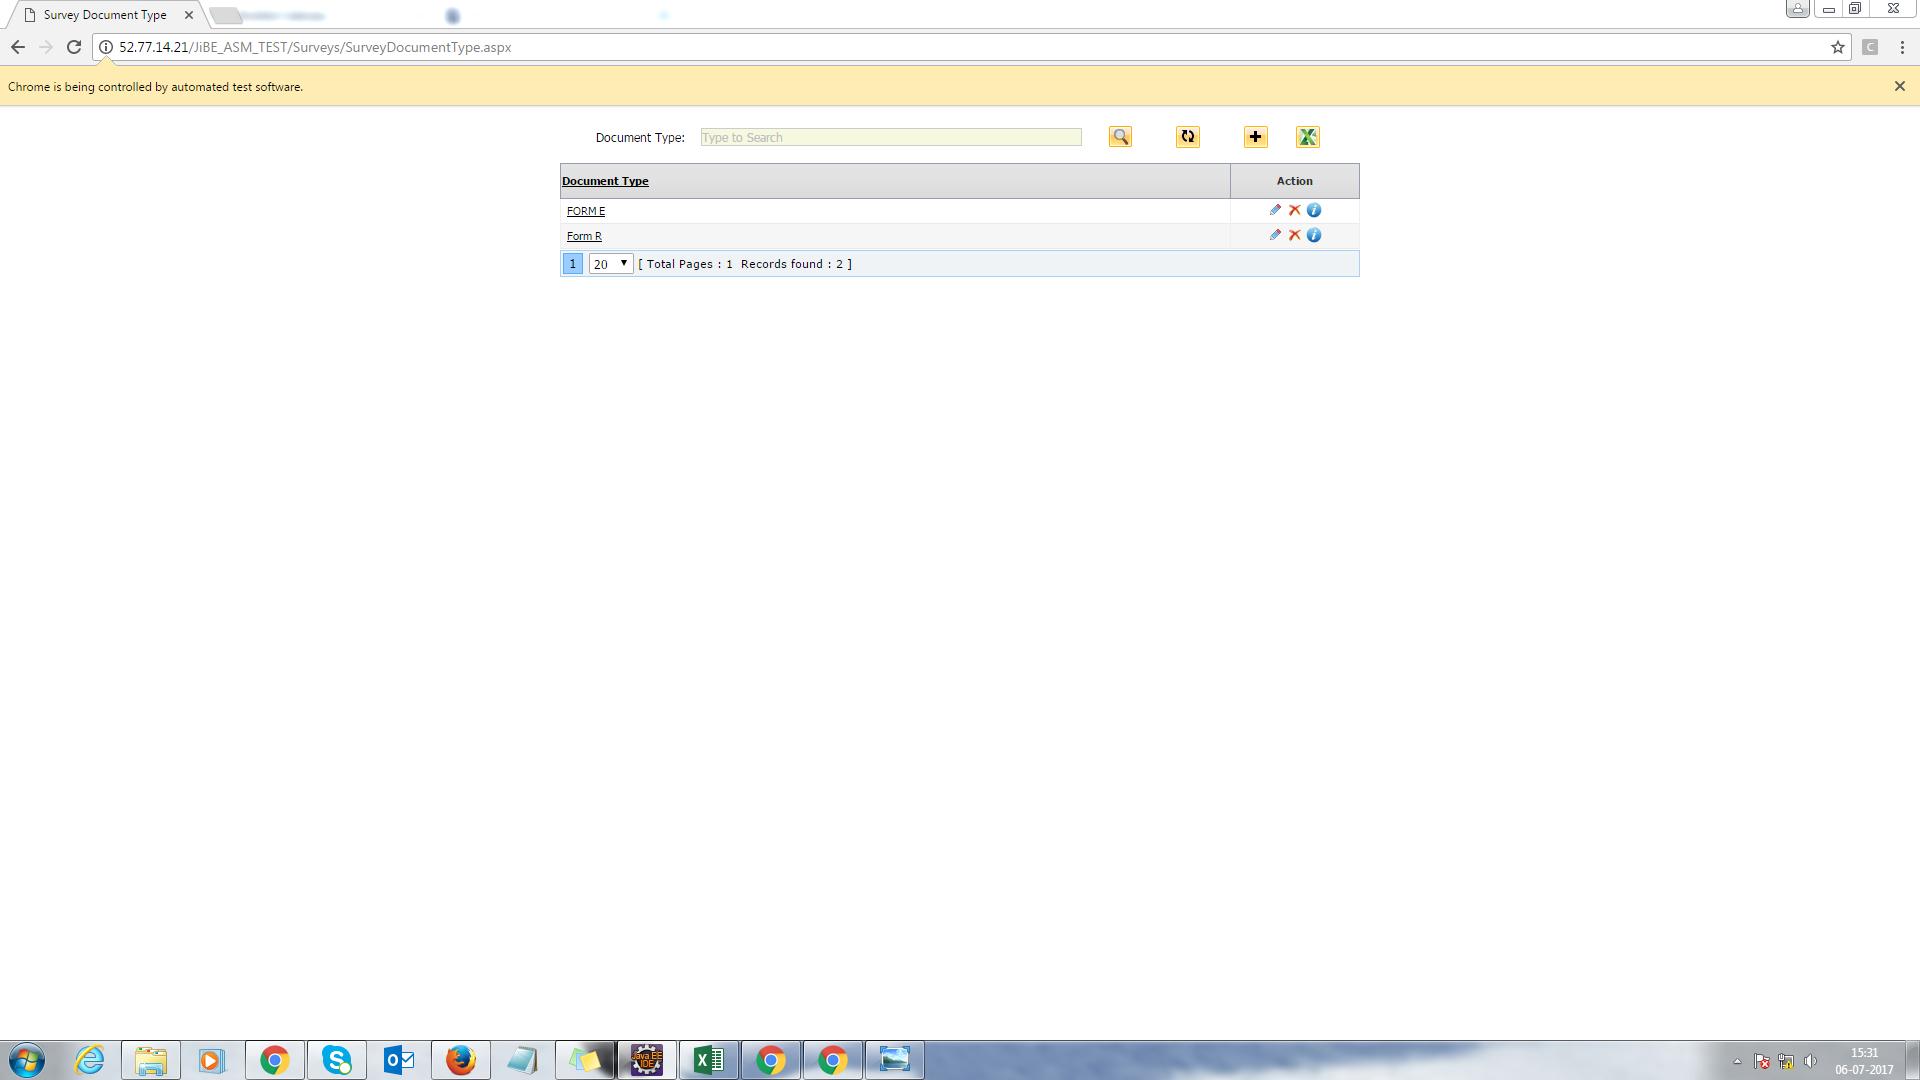 Survey Document Type
52.77.14.21/JiBE_ASM_TEST/Surveys/SurveyDocumentType.aspx
C
Chrome is being controlled by automated test software.
Document Type: Type to Search
Document Type Action
FORM E
Form R
1 20 [ Total Pages : 1 Records found : 2 ]
Java EE
IDE
15:31
06-07-2017